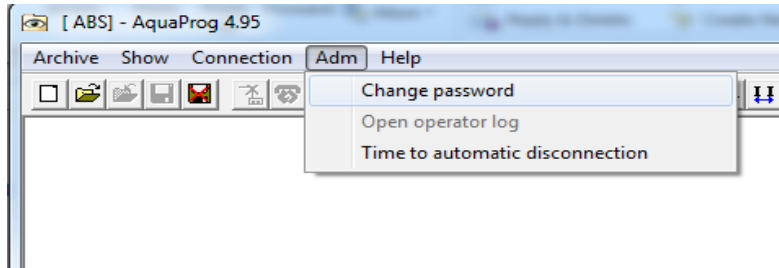 [ ABS] - AquaProg 4.95
Archive Show Connection Adm Help
Change password
Open operator log
Time to automatic disconnection